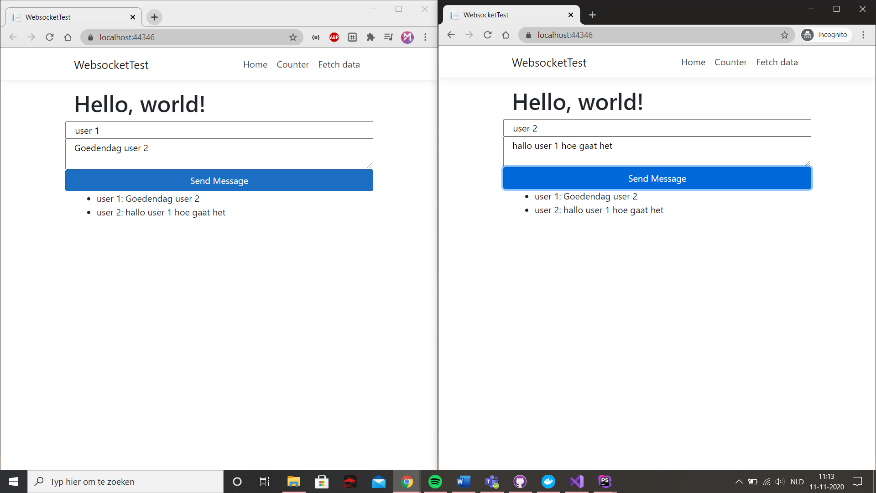 WebsocketTest
localhost:44346
WebsocketTest Home Counter Fetch data
Hello, world!
user 1
Goedendag user 2
Send Message
user 1: Goedendag user 2
user 2: hallo user 1 hoe gaat het
WebsocketTest
localhost:44346
Incognito
WebsocketTest Home Counter Fetch data
Hello, world!
user 2
hallo user 1 hoe gaat het
Send Message
user 1: Goedendag user 2
user 2: hallo user 1 hoe gaat het
Typ hier om te zoeken
NLD
11:13
11-11-2020